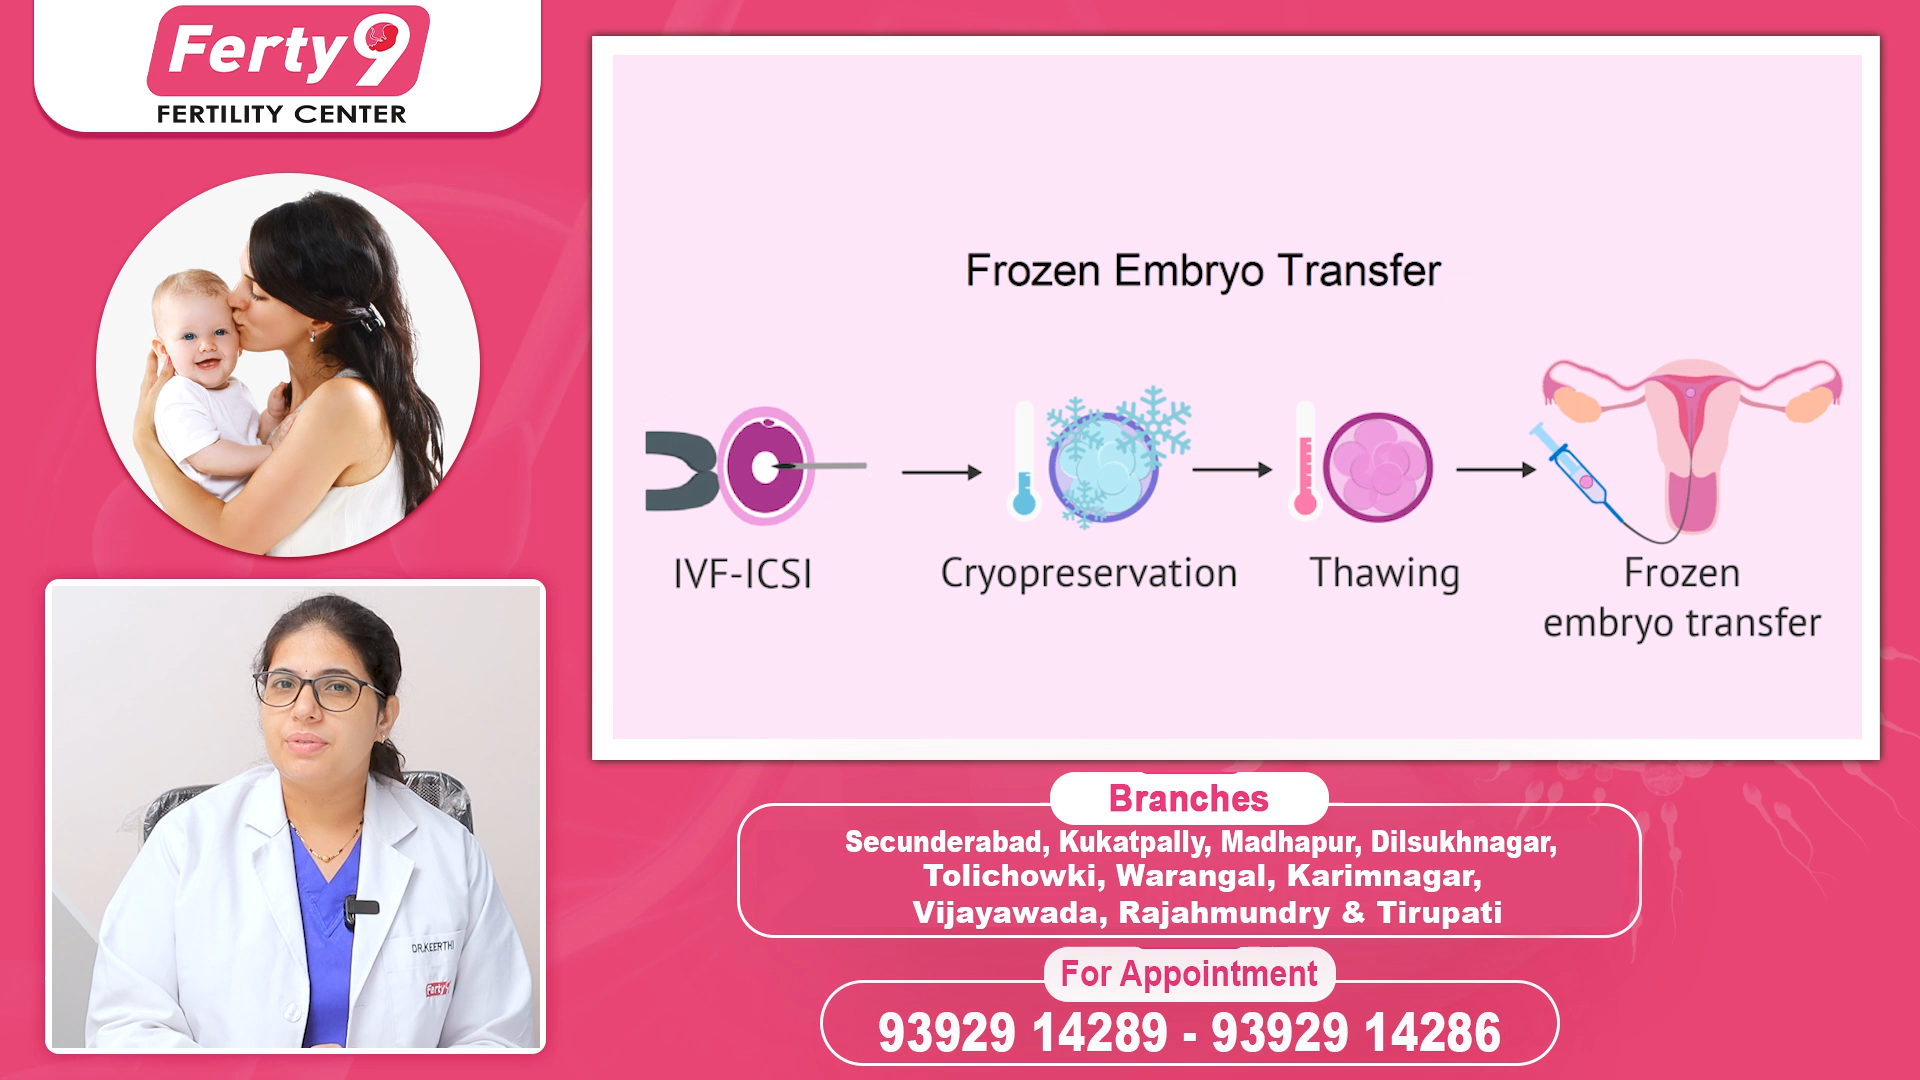 Ferty9
FERTILITY CENTER
Frozen Embryo Transfer
IVF-ICSI
Cryopreservation
Thawing
Frozen
embryo transfer
DR.KEERTHI
Ferty9
Branches
Secunderabad, Kukatpally, Madhapur, Dilsukhnagar,
Tolichowki, Warangal, Karimnagar,
Vijayawada, Rajahmundry & Tirupati
For Appointment
93929 14289 - 93929 14286